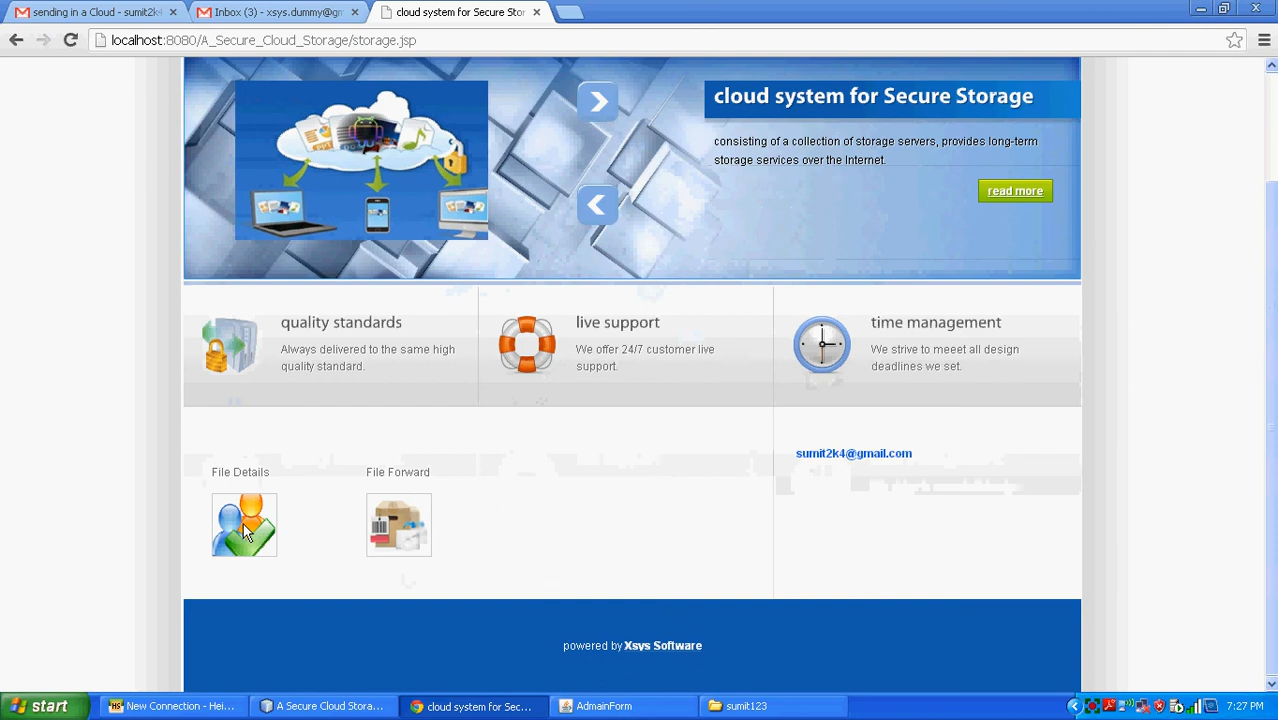 sending in a Cloud - sumit2k4
Inbox (3) - xsys.dummy@gm
cloud system for Secure Stor
localhost:8080/A_Secure_Cloud_Storage/storage.jsp
cloud system for Secure Storage
consisting of a collection of storage servers, provides long-term
storage services over the Internet.
read more
quality standards
Always delivered to the same high
quality standard.
live support
We offer 24/7 customer live
support.
time management
We strive to meeet all design
deadlines we set.
sumit2k4@gmail.com
File Details
File Forward
powered by Xsys Software
start
New Connection - Hei...
A Secure Cloud Stora...
cloud system for Sec...
AdmainForm
sumit123
7:27 PM